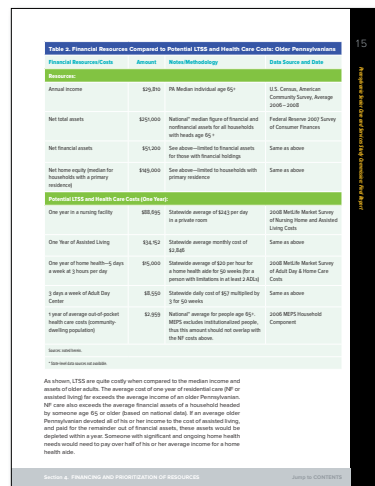 15
Pennsylvania Senior Care and Services Study Commission: Final Report
Table 2. Financial Resources Compared to Potential LTSS and Health Care Costs: Older Pennsylvanians
Financial Resources/Costs Amount Notes/Methodology Data Source and Date
Resources:
Annual income $29,810 PA Median individual age 65+ U.S. Census, American
Community Survey, Average
2006–2008
Net total assets $251,000 National* median figure of financial and Federal Reserve 2007 Survey
nonfinancial assets for all households of Consumer Finances
with heads age 65 +
Net financial assets $51,200 See above—limited to financial assets Same as above
for those with financial holdings
Net home equity (median for $149,000 See above—limited to households with Same as above
households with a primary primary residence
residence)
Potential LTSS and Health Care Costs (One Year):
One year in a nursing facility $88,695 Statewide average of $243 per day 2008 MetLife Market Survey
in a private room of Nursing Home and Assisted
Living Costs
One Year of Assisted Living $34,152 Statewide average monthly cost of Same as above
$2,846
One year of home health—5 days $15,000 Statewide average of $20 per hour for 2008 MetLife Market Survey
a week at 3 hours per day a home health aide for 50 weeks (for a of Adult Day & Home Care
person with limitations in at least 2 ADLs) Costs
3 days a week of Adult Day $8,550 Statewide daily cost of $57 multiplied by Same as above
Center 3 for 50 weeks
1 year of average out-of-pocket $2,959 National* average for people age 65+. 2006 MEPS Household
health care costs (community- MEPS excludes institutionalized people, Component
dwelling population) thus this amount should not overlap with
the NF costs above.
Sources: noted herein.
* State-level data sources not available.
As shown, LTSS are quite costly when compared to the median income and
assets of older adults. The average cost of one year of residential care (NF or
assisted living) far exceeds the average income of an older Pennsylvanian.
NF care also exceeds the average financial assets of a household headed
by someone age 65 or older (based on national data). If an average older
Pennsylvanian devoted all of his or her income to the cost of assisted living,
and paid for the remainder out of financial assets, these assets would be
depleted within a year. Someone with significant and ongoing home health
needs would need to pay over half of his or her average income for a home
health aide.
Section 4 FINANCING AND PRIORITIZATION OF RESOURCES Jump to CONTENTS